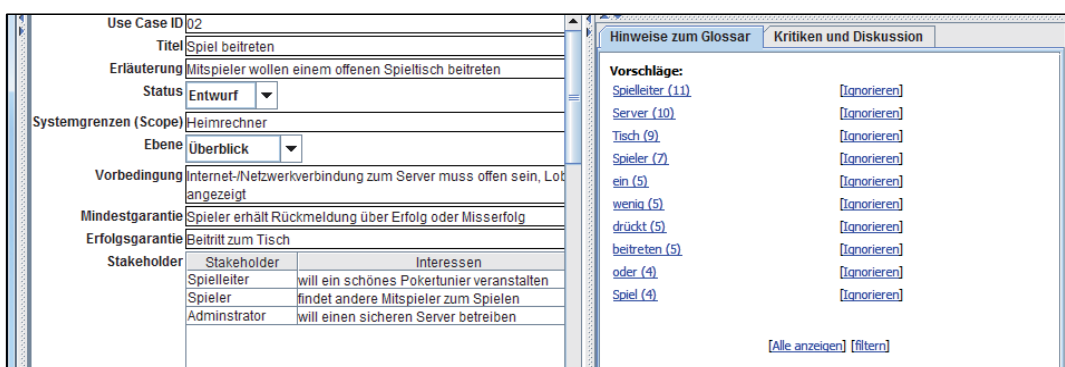 Use Case ID 02
Titel Spiel beitreten
Erläuterung Mitspieler wollen einem offenen Spieltisch beitreten
Status Entwurf
Systemgrenzen (Scope) Heimrechner
Ebene Überblick
Vorbedingung Internet-/Netzwerkverbindung zum Server muss offen sein, Lob
angezeigt
Mindestgarantie Spieler erhält Rückmeldung über Erfolg oder Misserfolg
Erfolgsgarantie Beitritt zum Tisch
Stakeholder Stakeholder Interessen
Spielleiter will ein schönes Pokertunier veranstalten
Spieler findet andere Mitspieler zum Spielen
Adminstrator will einen sicheren Server betreiben
Hinweise zum Glossar Kritiken und Diskussion
Vorschläge:
Spielleiter (11) [Ignorieren]
Server (10) [Ignorieren]
Tisch (9) [Ignorieren]
Spieler (7) [Ignorieren]
ein (5) [Ignorieren]
wenig (5) [Ignorieren]
drückt (5) [Ignorieren]
beitreten (5) [Ignorieren]
oder (4) [Ignorieren]
Spiel (4) [Ignorieren]
[Alle anzeigen] [filtern]